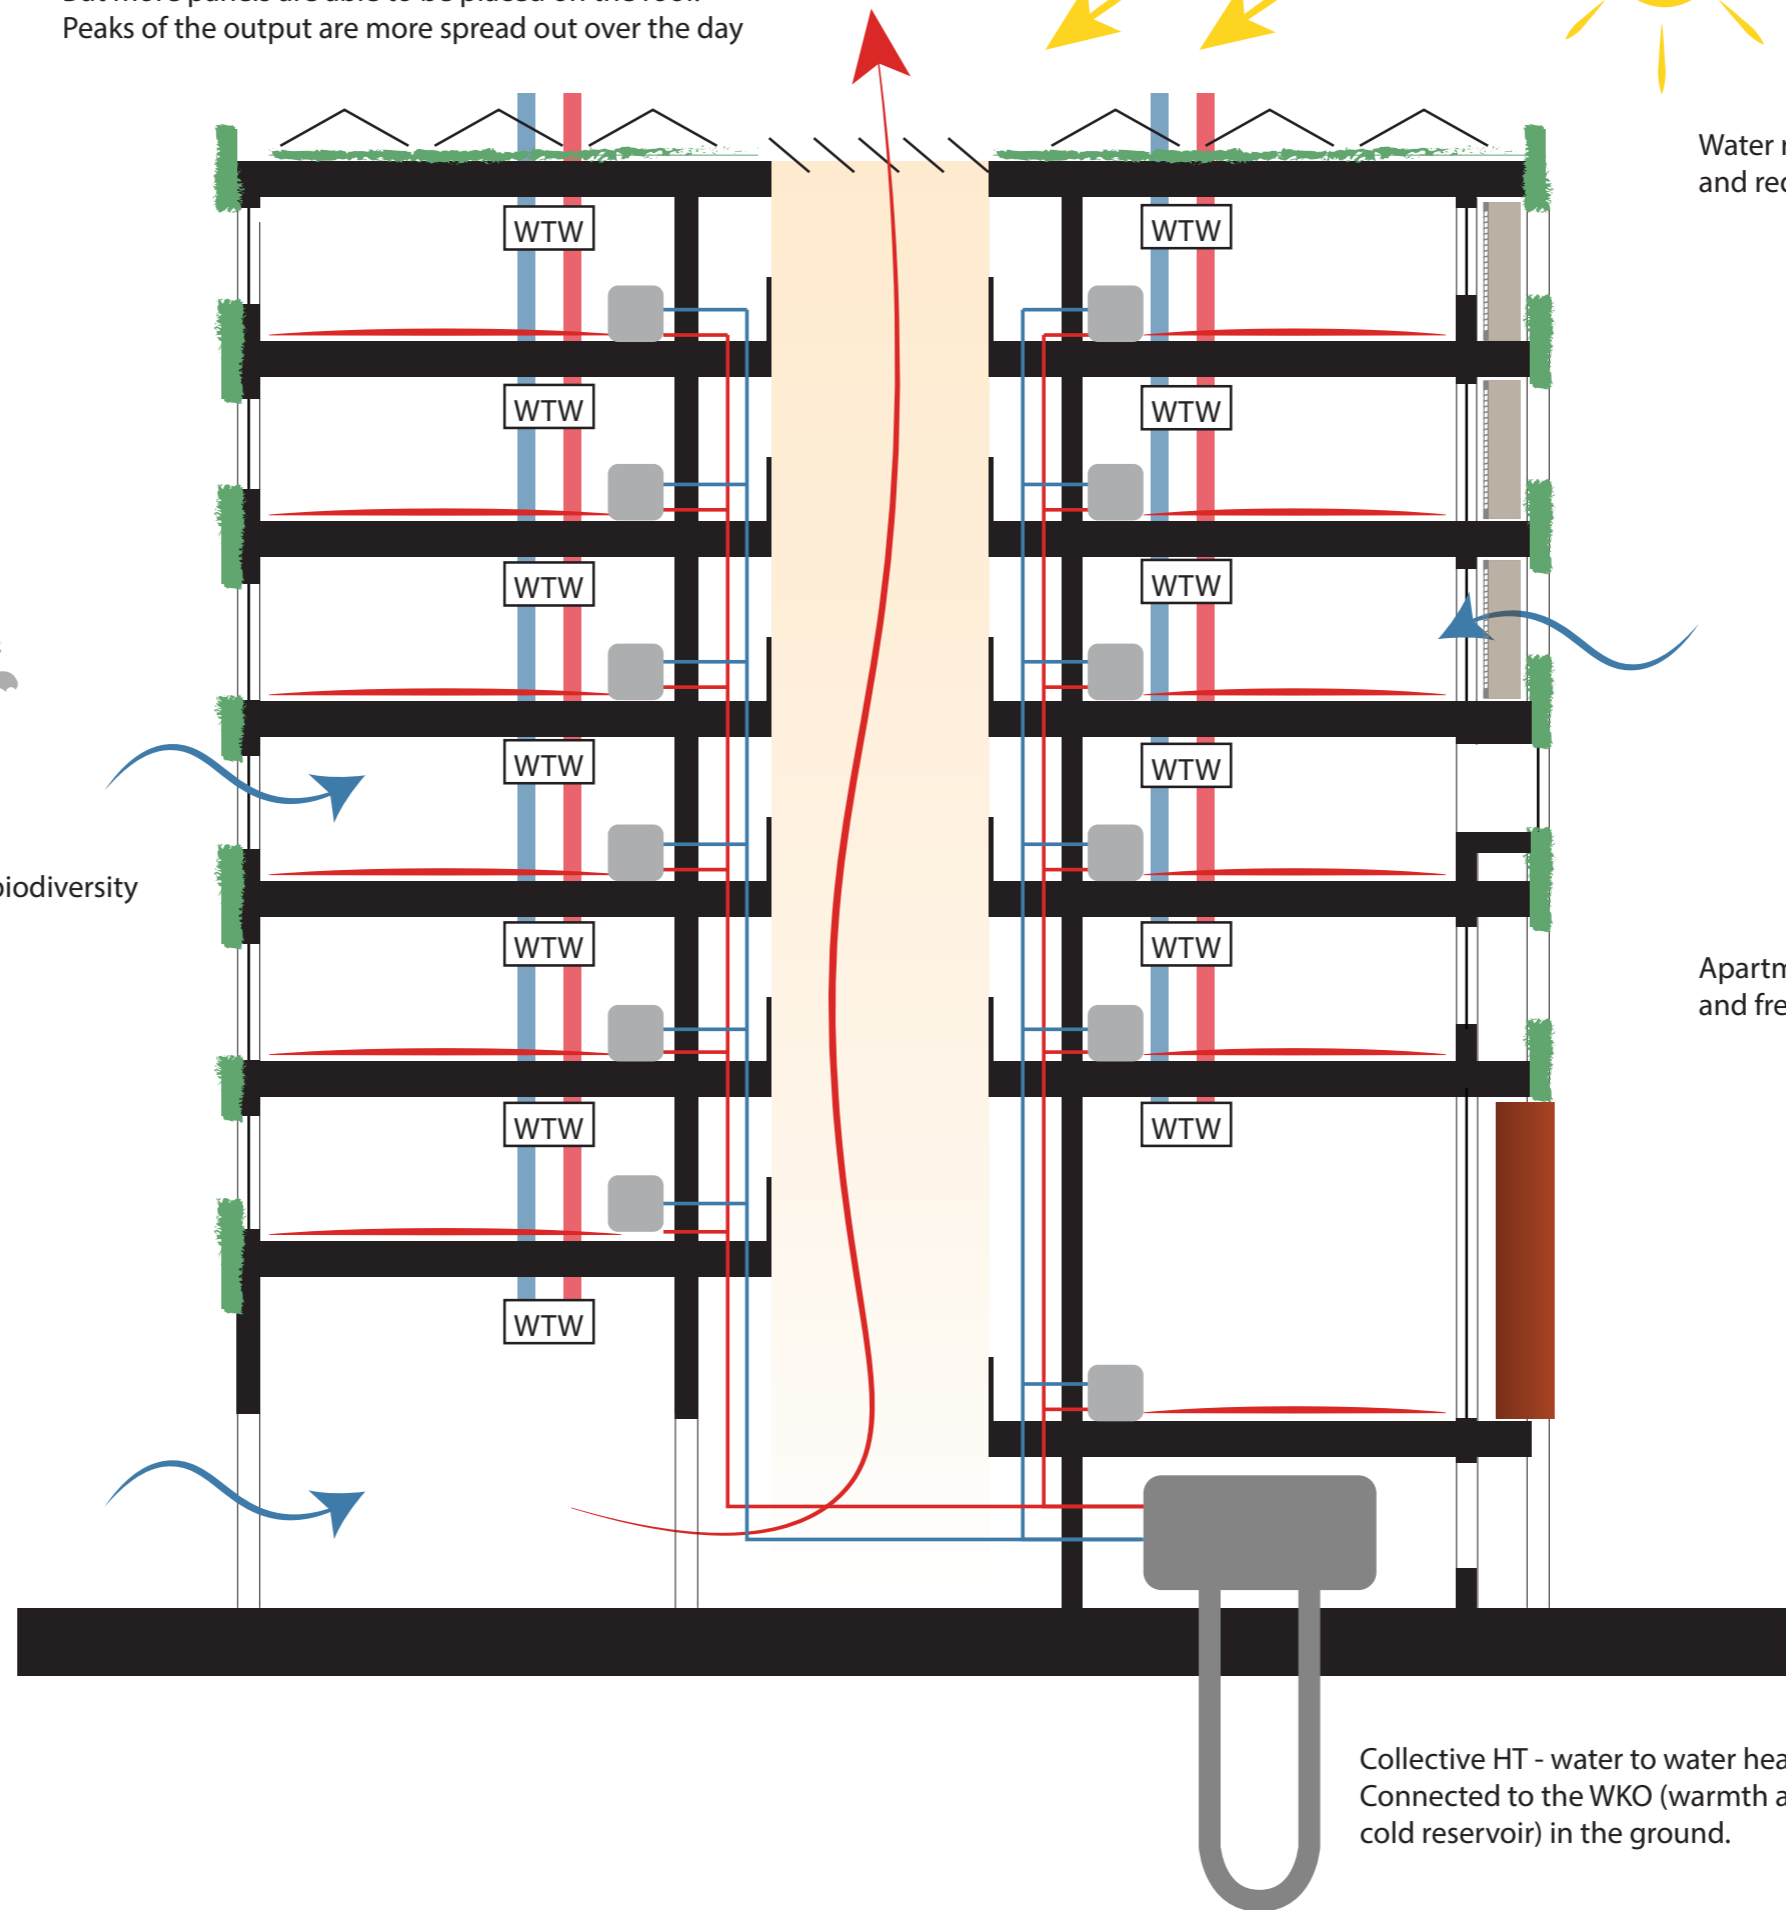 Peaks of the output are more spread out over the day
Water
and
WTW WTW
WTW WTW
WTW WTW
WTW WTW
biodiversity
WTW WTW
Apartm
and fre
WTW WTW
WTW
Collective HT - water to water hea
Connected to the WKO (warmth a
cold reservoir) in the ground.